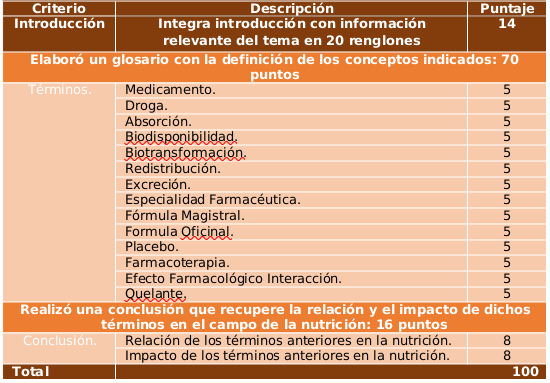 Criterio Descripción Puntaje
Introducción Integra introducción con información 14
relevante del tema en 20 renglones
Elaboró un glosario con la definición de los conceptos indicados: 70
puntos
Términos. Medicamento. 5
Droga. 5
Absorción. 5
Biodisponibilidad. 5
Biotransformación. 5
Redistribución. 5
Excreción. 5
Especialidad Farmacéutica. 5
Fórmula Magistral. 5
Formula Oficinal. 5
Placebo. 5
Farmacoterapia. 5
Efecto Farmacológico Interacción. 5
Quelante. 5
Realizó una conclusión que recupere la relación y el impacto de dichos
términos en el campo de la nutrición: 16 puntos
Conclusión. Relación de los términos anteriores en la nutrición. 8
Impacto de los términos anteriores en la nutrición. 8
Total 100